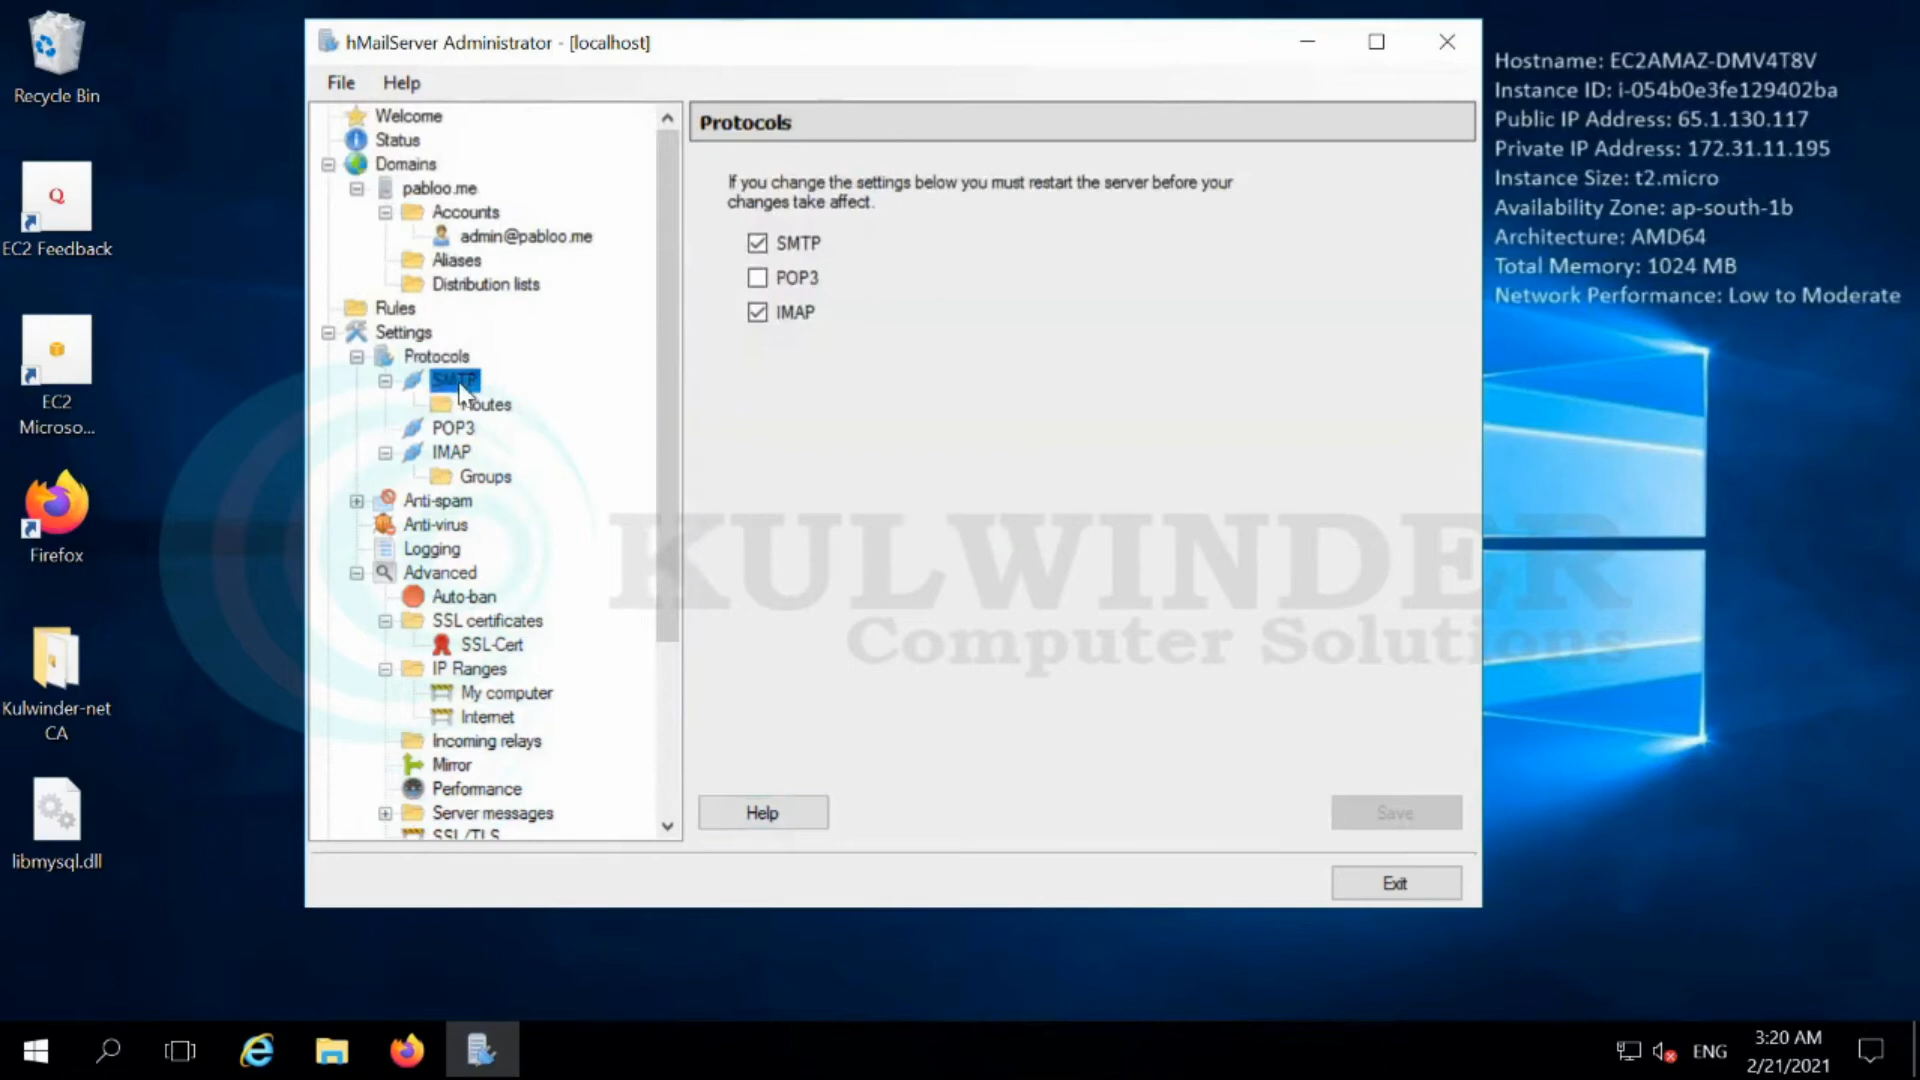 Recycle Bin
EC2 Feedback
EC2
Microso...
Firefox
Kulwinder-net
CA
libmysql.dll
hMailServer Administrator - [localhost]
File Help
Welcome
Status
Domains
pabloo.me
Accounts
admin@pabloo.me
Aliases
Distribution lists
Rules
Settings
Protocols
SMTP
Routes
POP3
IMAP
Groups
Anti-spam
Anti-virus
Logging
Advanced
Auto-ban
SSL certificates
SSL-Cert
IP Ranges
My computer
Internet
Incoming relays
Mirror
Performance
Server messages
SSL/TLS
Protocols
If you change the settings below you must restart the server before your
changes take affect.
SMTP
POP3
IMAP
Help
Save
Exit
KULWINDER
Computer Solutions
Hostname: EC2AMAZ-DMV4T8V
Instance ID: i-054b0e3fe129402ba
Public IP Address: 65.1.130.117
Private IP Address: 172.31.11.195
Instance Size: t2.micro
Availability Zone: ap-south-1b
Architecture: AMD64
Total Memory: 1024 MB
Network Performance: Low to Moderate
ENG
3:20 AM
2/21/2021